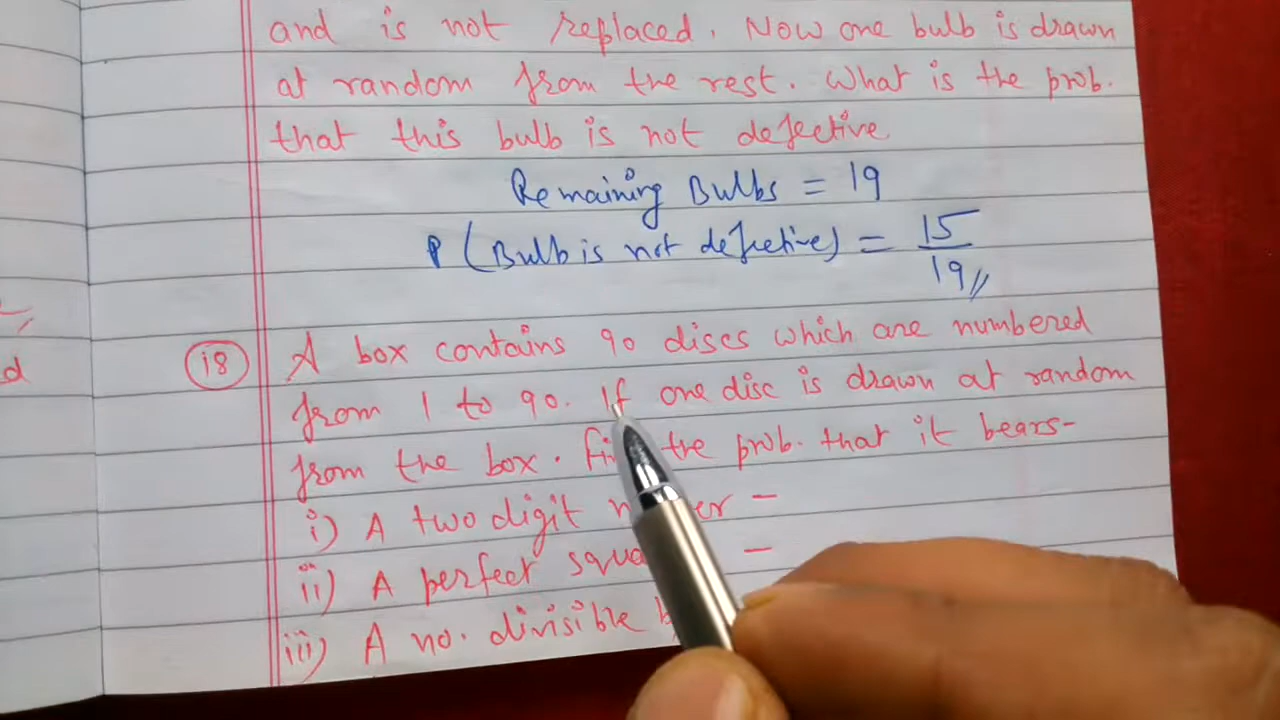 and is not replaced. Now one bulb is drawn
at random from the rest. What is the prob.
that this bulb is not defective
Remaining Bulbs = 19
P (Bulb is not defective) = 15/19
18 A box contains 90 discs which are numbered
d from 1 to 90. If one disc is drawn at random
from the box. the prob. that it bears-
i) A two digit -
ii) A perfect -
iii) A no. divisible